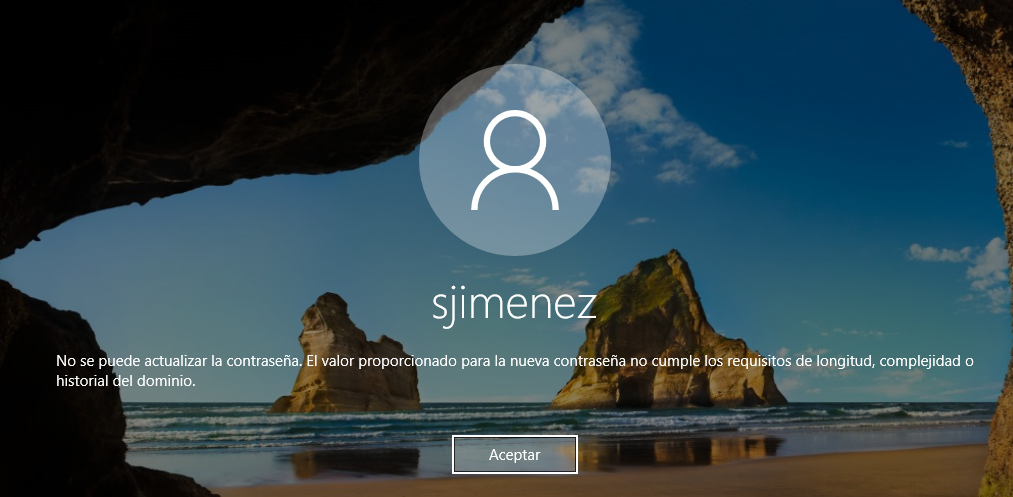 sjimenez
No se puede actualizar la contraseña. El valor proporcionado para la nueva contraseña no cumple los requisitos de longitud, complejidad o
historial del dominio.
Aceptar